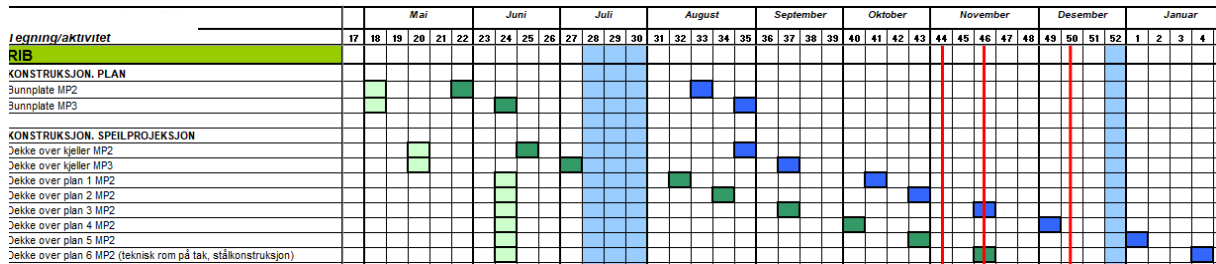 Mai Juni Juli August September Oktober November Desember Januar
Tegning/aktivitet 17 18 19 20 21 22 23 24 25 26 27 28 29 30 31 32 33 34 35 36 37 38 39 40 41 42 43 44 45 46 47 48 49 50 51 52 1 2 3 4
RIB
KONSTRUKSJON. PLAN
Bunnplate MP2
Bunnplate MP3
KONSTRUKSJON. SPEILPROJEKSJON
Dekke over kjeller MP2
Dekke over kjeller MP3
Dekke over plan 1 MP2
Dekke over plan 2 MP2
Dekke over plan 3 MP2
Dekke over plan 4 MP2
Dekke over plan 5 MP2
Dekke over plan 6 MP2 (teknisk rom på tak, stålkonstruksjon)